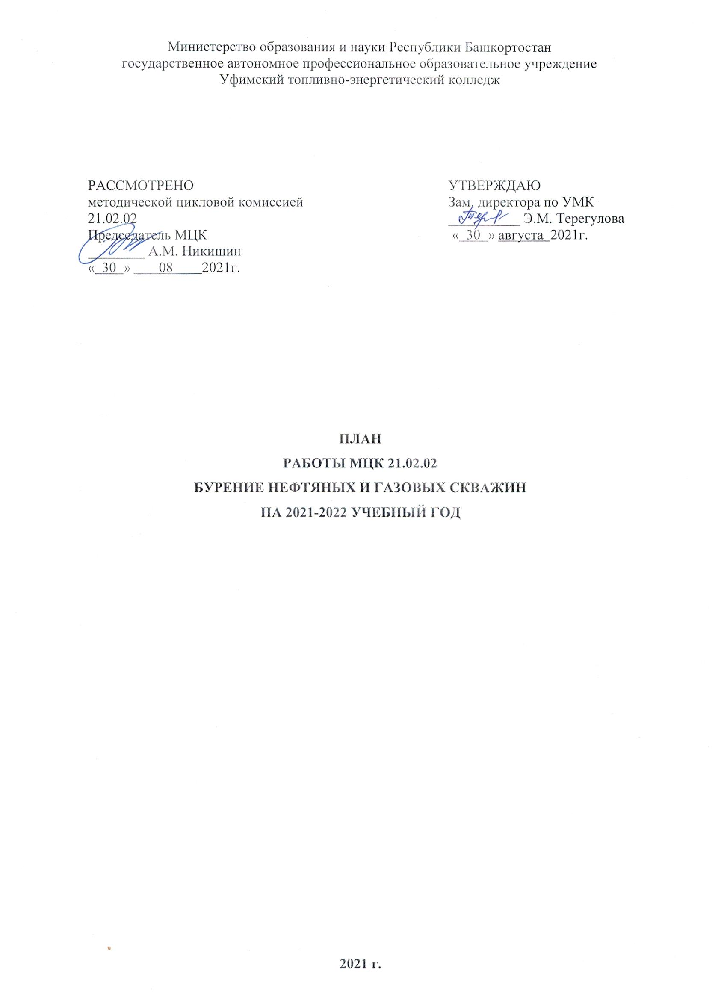 Министерство образования и науки Республики Башкортостан
государственное автономное профессиональное образовательное учреждение
Уфимский топливно-энергетический колледж
РАССМОТРЕНО
методической цикловой комиссией
21.02.02
Председатель МЦК
________ А.М. Никишин
«_30_» ___08____2021г.
УТВЕРЖДАЮ
Зам. директора по УМК
__________ Э.М. Терегулова
«_30_» августа_2021г.
ПЛАН
РАБОТЫ МЦК 21.02.02
БУРЕНИЕ НЕФТЯНЫХ И ГАЗОВЫХ СКВАЖИН
НА 2021-2022 УЧЕБНЫЙ ГОД
2021 г.